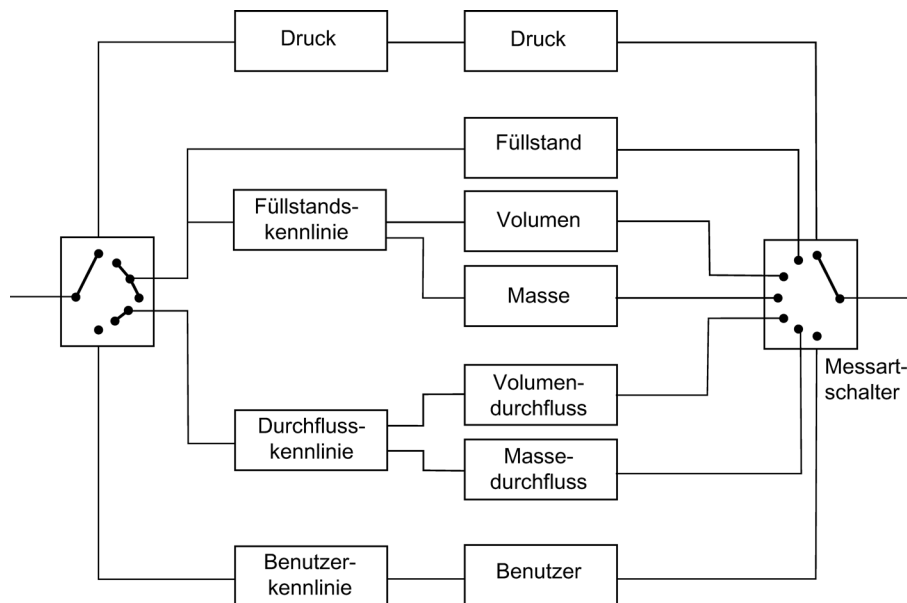 Druck
Druck
Füllstand
Füllstands-
kennlinie
Volumen
Masse
Messart-
schalter
Volumen-
durchfluss
Durchfluss-
kennlinie
Masse-
durchfluss
Benutzer-
kennlinie
Benutzer